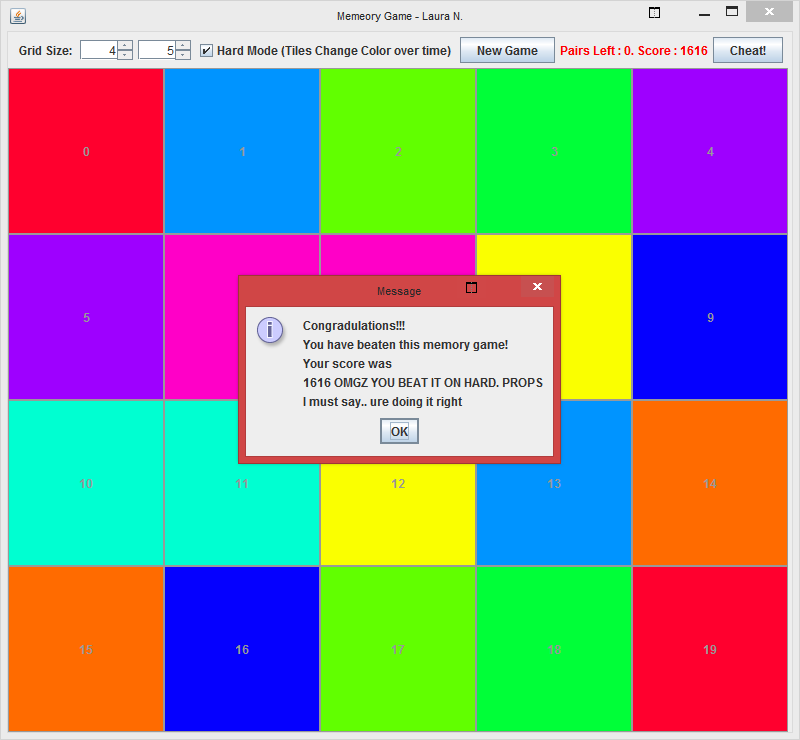 Memeory Game - Laura N.
Grid Size: 4 5 Hard Mode (Tiles Change Color over time) New Game Pairs Left : 0. Score : 1616 Cheat!
0 1 2 3 4
5 9
Message
Congradulations!!!
You have beaten this memory game!
Your score was
1616 OMGZ YOU BEAT IT ON HARD. PROPS
I must say.. ure doing it right
OK
10 11 12 13 14
15 16 17 18 19